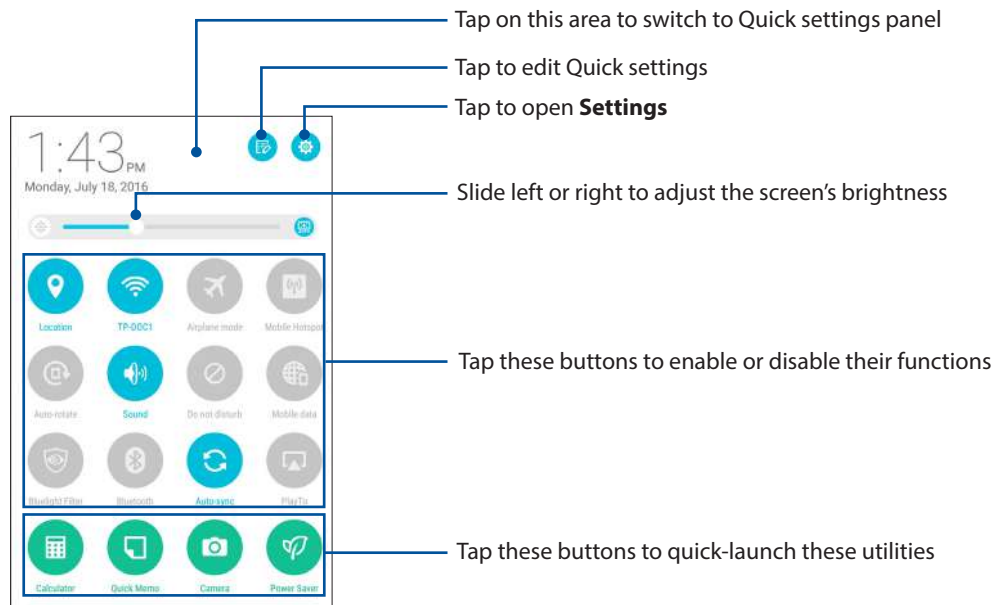 Tap on this area to switch to Quick settings panel
Tap to edit Quick settings
Tap to open Settings
1:43 PM
Monday, July 18, 2016
Slide left or right to adjust the screen's brightness
Location TP-DDC1 Airplane mode Mobile Hotspot
Tap these buttons to enable or disable their functions
Auto-rotate Sound Do not disturb Mobile data
Bluelight Filter Bluetooth Auto-sync PlayTo
Tap these buttons to quick-launch these utilities
Calculator Quick Memo Camera Power Saver